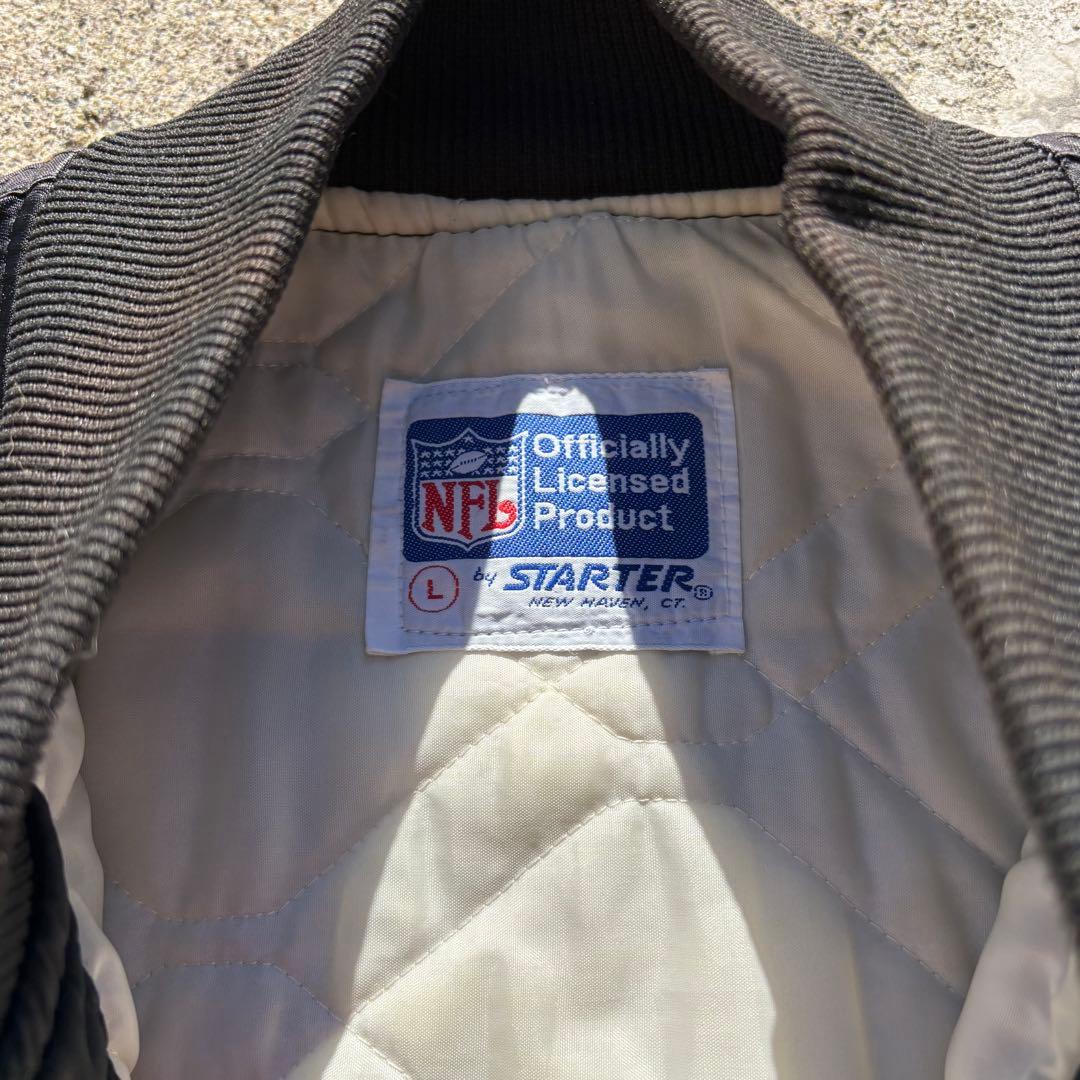 NFL
Officially
Licensed
Product
L
by STARTER®
NEW HAVEN, CT.